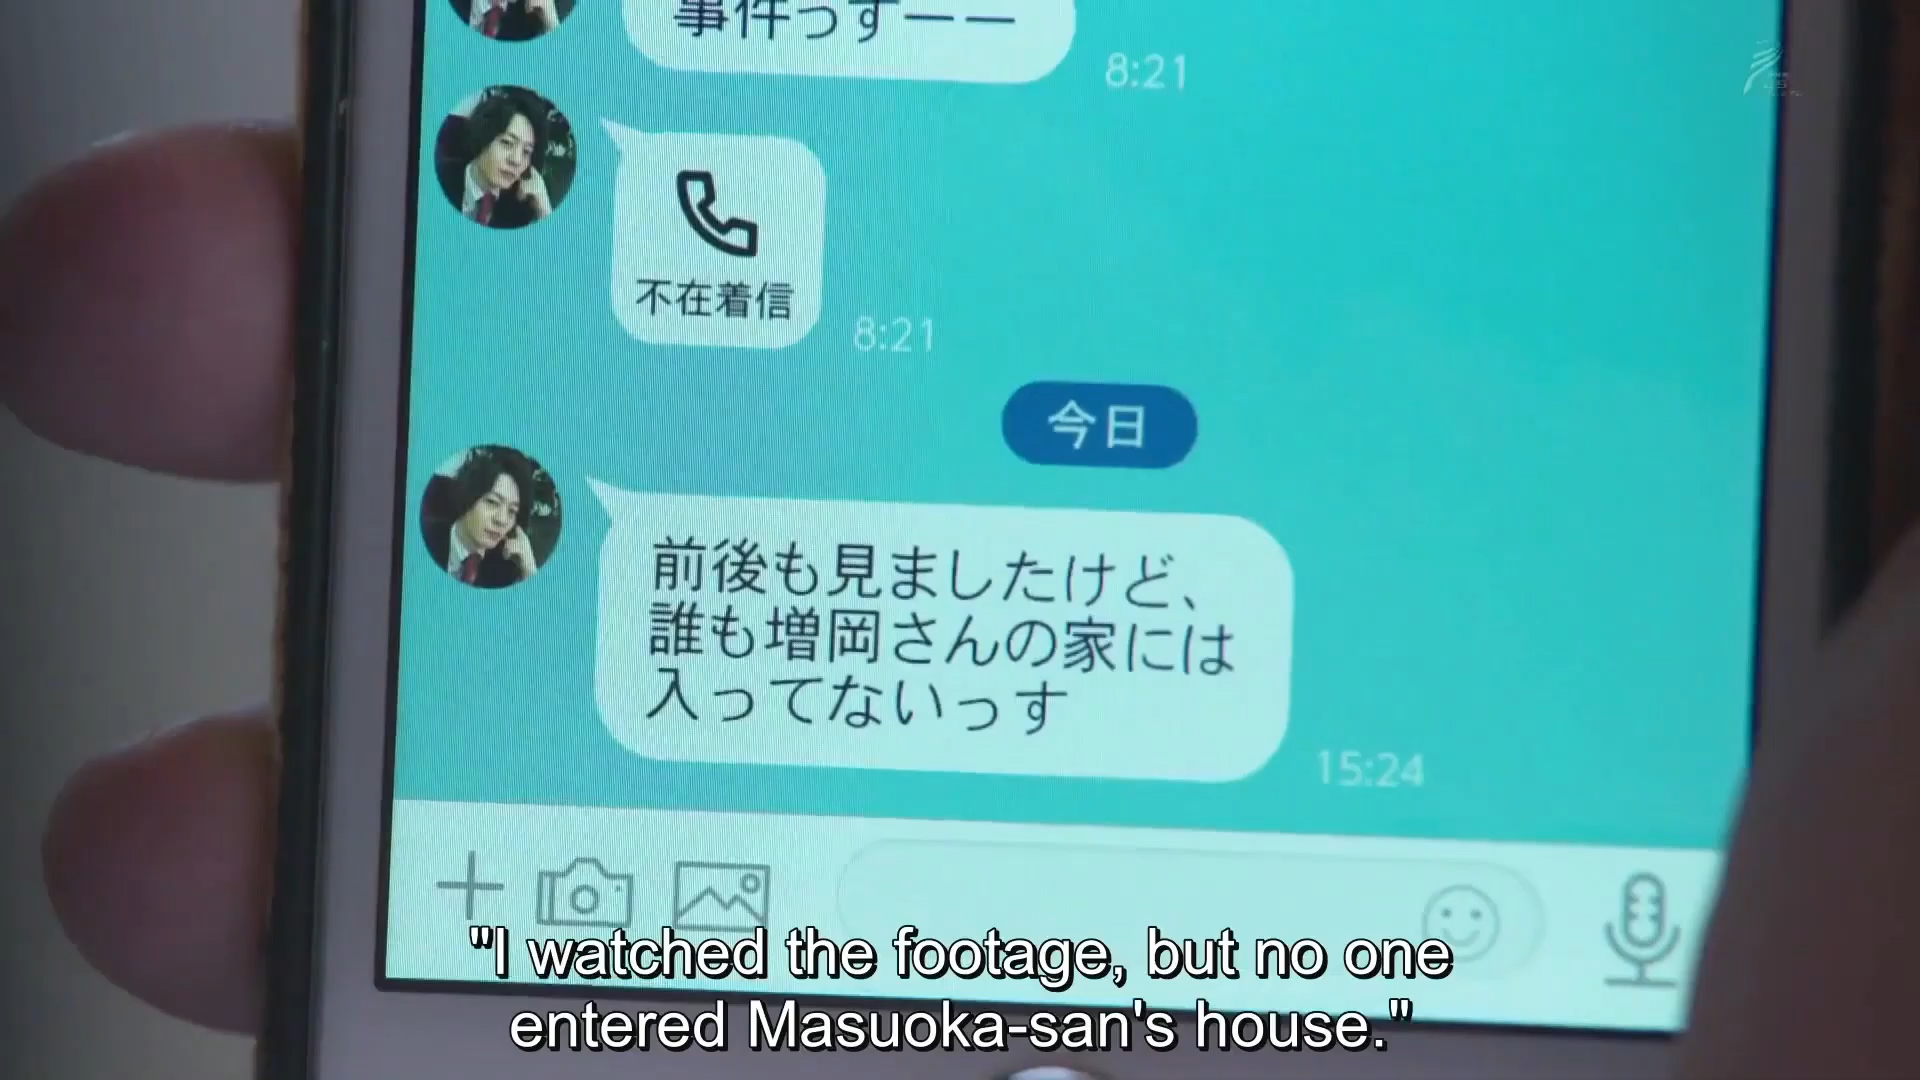 事件っすーー
8:21
不在着信
8:21
今日
前後も見ましたけど、
誰も増岡さんの家には
入ってないっす
15:24
"I watched the footage, but no one
entered Masuoka-san's house."